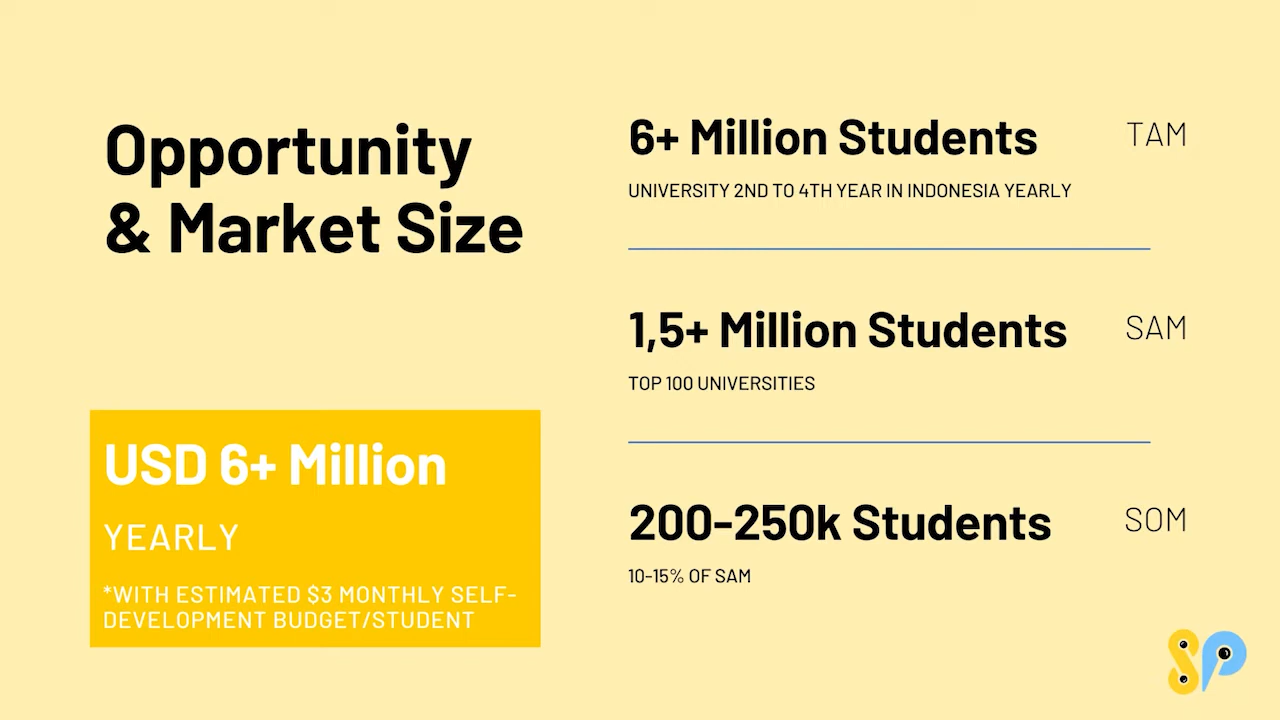 Opportunity
& Market Size
USD 6+ Million
YEARLY
*WITH ESTIMATED $3 MONTHLY SELF-
DEVELOPMENT BUDGET/STUDENT
6+ Million Students
TAM
UNIVERSITY 2ND TO 4TH YEAR IN INDONESIA YEARLY
1,5+ Million Students
SAM
TOP 100 UNIVERSITIES
200-250k Students
SOM
10-15% OF SAM
SP